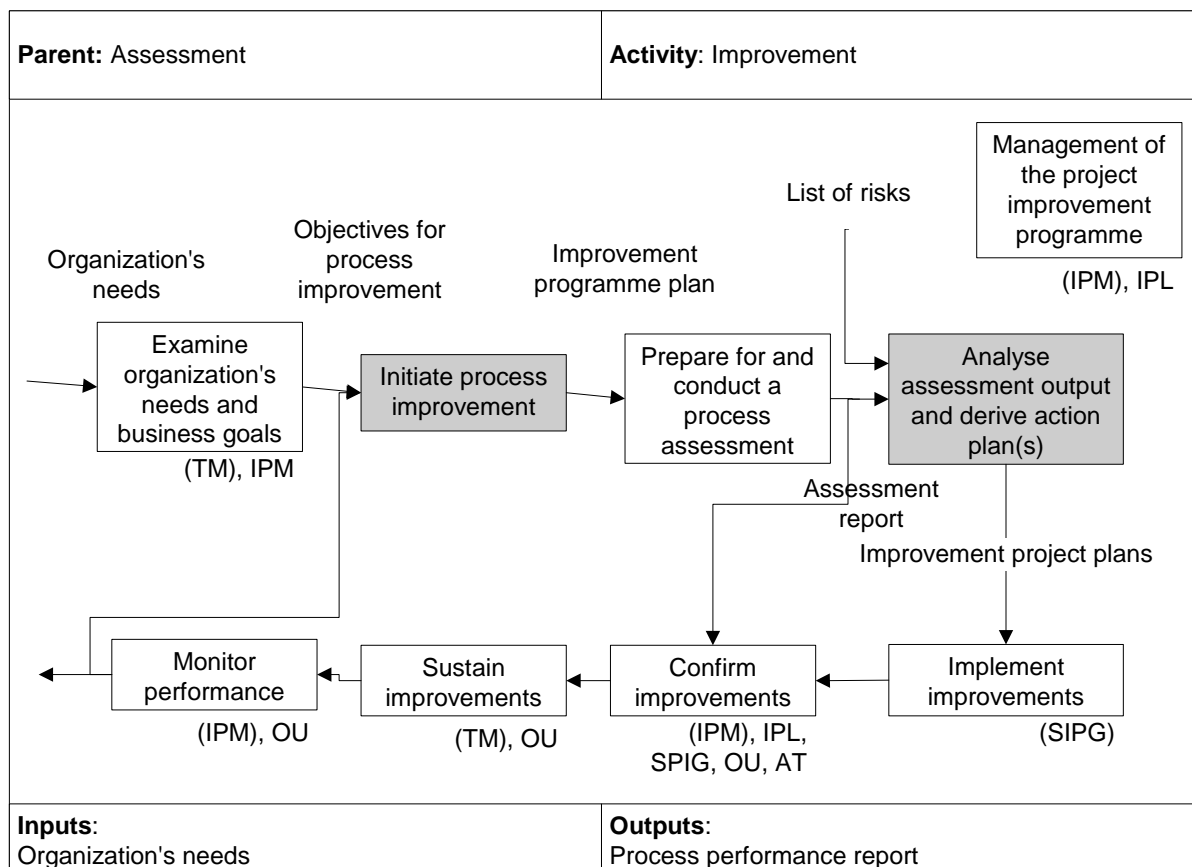 Parent: Assessment
Activity: Improvement
Management of
the project
improvement
programme
(IPM), IPL
List of risks
Objectives for
process
improvement
Improvement
programme plan
Organization's
needs
Examine
organization's
needs and
business goals
(TM), IPM
Initiate process
improvement
Prepare for and
conduct a
process
assessment
Analyse
assessment output
and derive action
plan(s)
Assessment
report
Improvement project plans
Monitor
performance
(IPM), OU
Sustain
improvements
(TM), OU
Confirm
improvements
(IPM), IPL,
SPIG, OU, AT
Implement
improvements
(SIPG)
Inputs:
Organization's needs
Outputs:
Process performance report